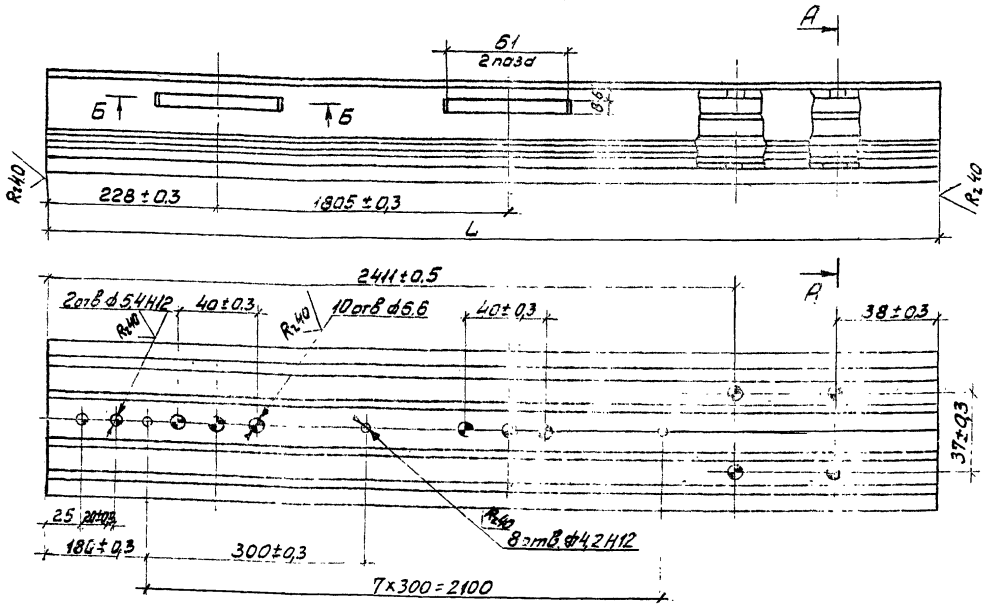 А
61
2 паза
Б
Б
8.6
Rz40
Rz40
228 ± 0.3
1805 ± 0,3
L
2411±0.5
А
2отв ф5,4Н12
40±0.3
10отв ф6.6
40±0,3
38±0.3
Rz40
Rz40
37±0,3
25
20±0,3
180±0,3
300±0,3
Rz40
8отв. ф4,2Н12
7×300=2100